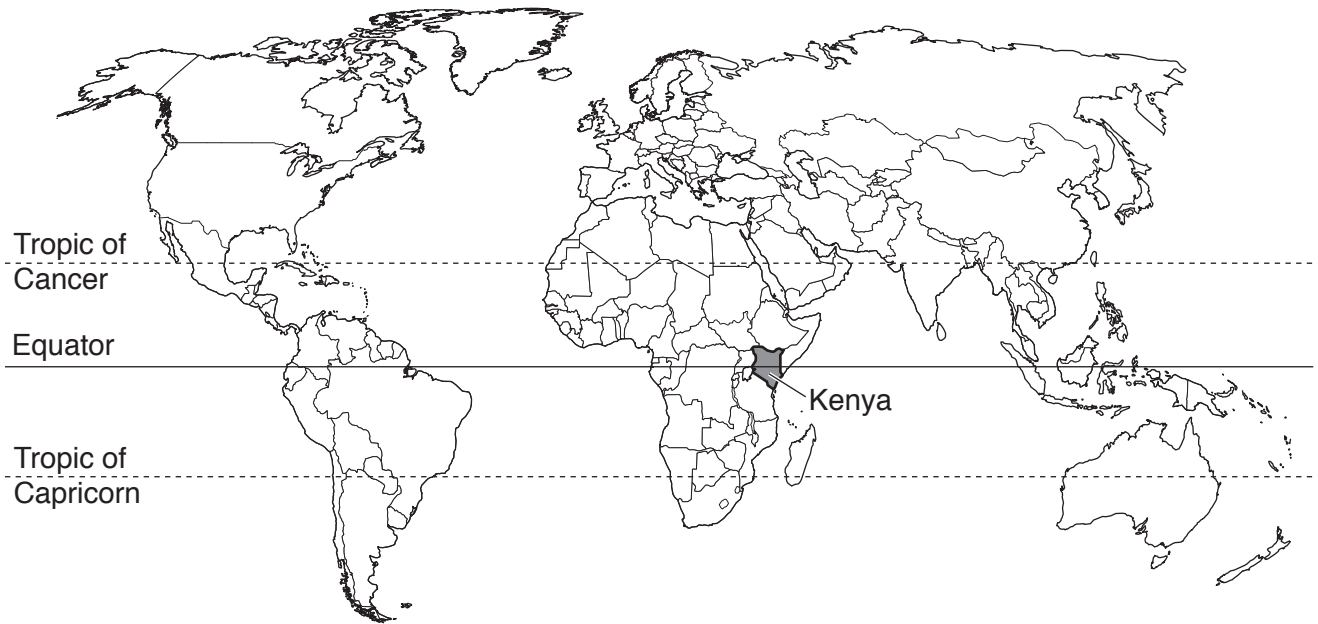 Tropic of
Cancer
Equator
Kenya
Tropic of
Capricorn